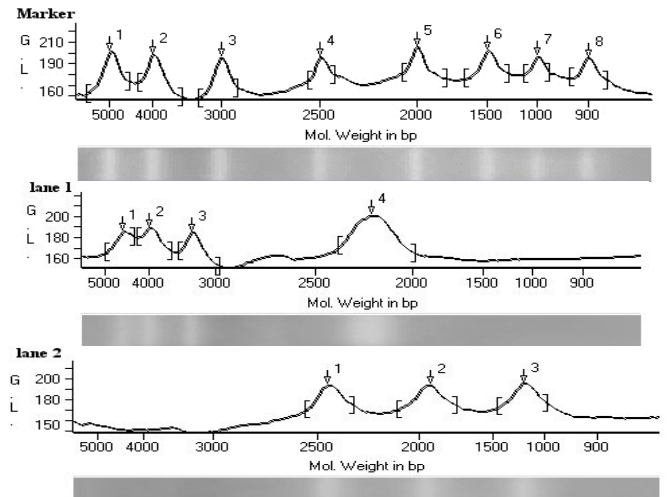 Marker
G
.
L
.
210
190
160
1 2 3 4 5 6 7 8
5000 4000 3000 2500 2000 1500 1000 900
Mol. Weight in bp
lane 1
G
.
L
.
200
180
160
1 2 3 4
5000 4000 3000 2500 2000 1500 1000 900
Mol. Weight in bp
lane 2
G
.
L
.
200
180
150
1 2 3
5000 4000 3000 2500 2000 1000 900
Mol. Weight in bp